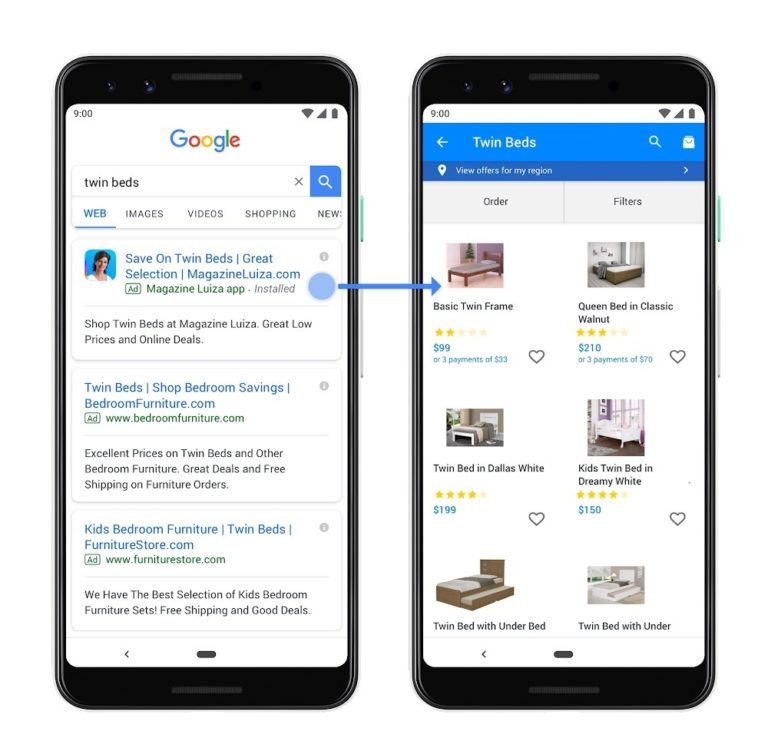 9:00
Google
twin beds
WEB IMAGES VIDEOS SHOPPING NEW
Save On Twin Beds | Great
Selection | MagazineLuiza.com
Ad Magazine Luiza app - Installed
Shop Twin Beds at Magazine Luiza. Great Low
Prices and Online Deals.
Twin Beds | Shop Bedroom Savings |
BedroomFurniture.com
Ad www.bedroomfurniture.com
Excellent Prices on Twin Beds and Other
Bedroom Furniture. Great Deals and Free
Shipping on Furniture Orders.
Kids Bedroom Furniture | Twin Beds |
FurnitureStore.com
Ad www.furniturestore.com
We Have The Best Selection of Kids Bedroom
Furniture Sets! Free Shipping and Good Deals.
9:00
Twin Beds
View offers for my region
Order Filters
Basic Twin Frame
$99
or 3 payments of $33
Queen Bed in Classic
Walnut
$210
or 3 payments of $70
Twin Bed in Dallas White
$199
Kids Twin Bed in
Dreamy White
$150
Twin Bed with Under Bed
Twin Bed with Under